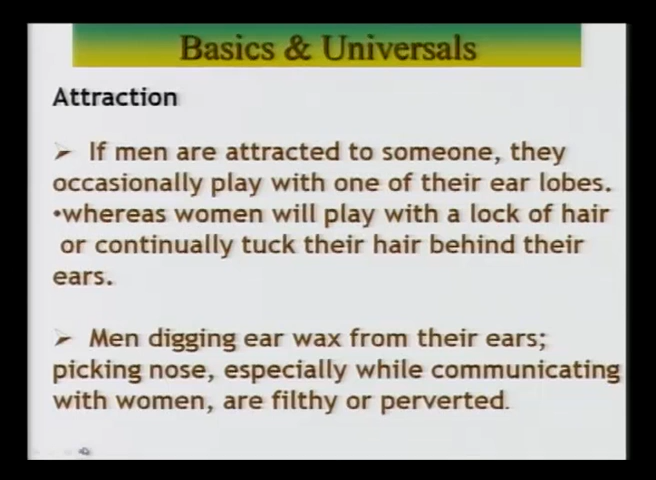 Basics & Universals
Attraction
➢ If men are attracted to someone, they
occasionally play with one of their ear lobes.
•whereas women will play with a lock of hair
or continually tuck their hair behind their
ears.
➢ Men digging ear wax from their ears;
picking nose, especially while communicating
with women, are filthy or perverted.